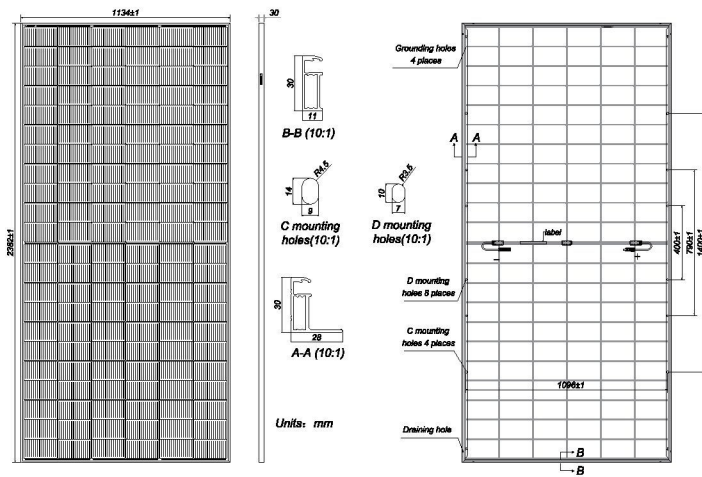 1134±1
30
2382±1
30
11
B-B (10:1)
R4.5
14
9
C mounting
holes(10:1)
R3.5
10
7
D mounting
holes(10:1)
30
28
A-A (10:1)
Units: mm
Grounding holes
4 places
A
A
label
-
+
D mounting
holes 8 places
C mounting
holes 4 places
1096±1
Draining hole
B
B
400±1
790±1
1400±1